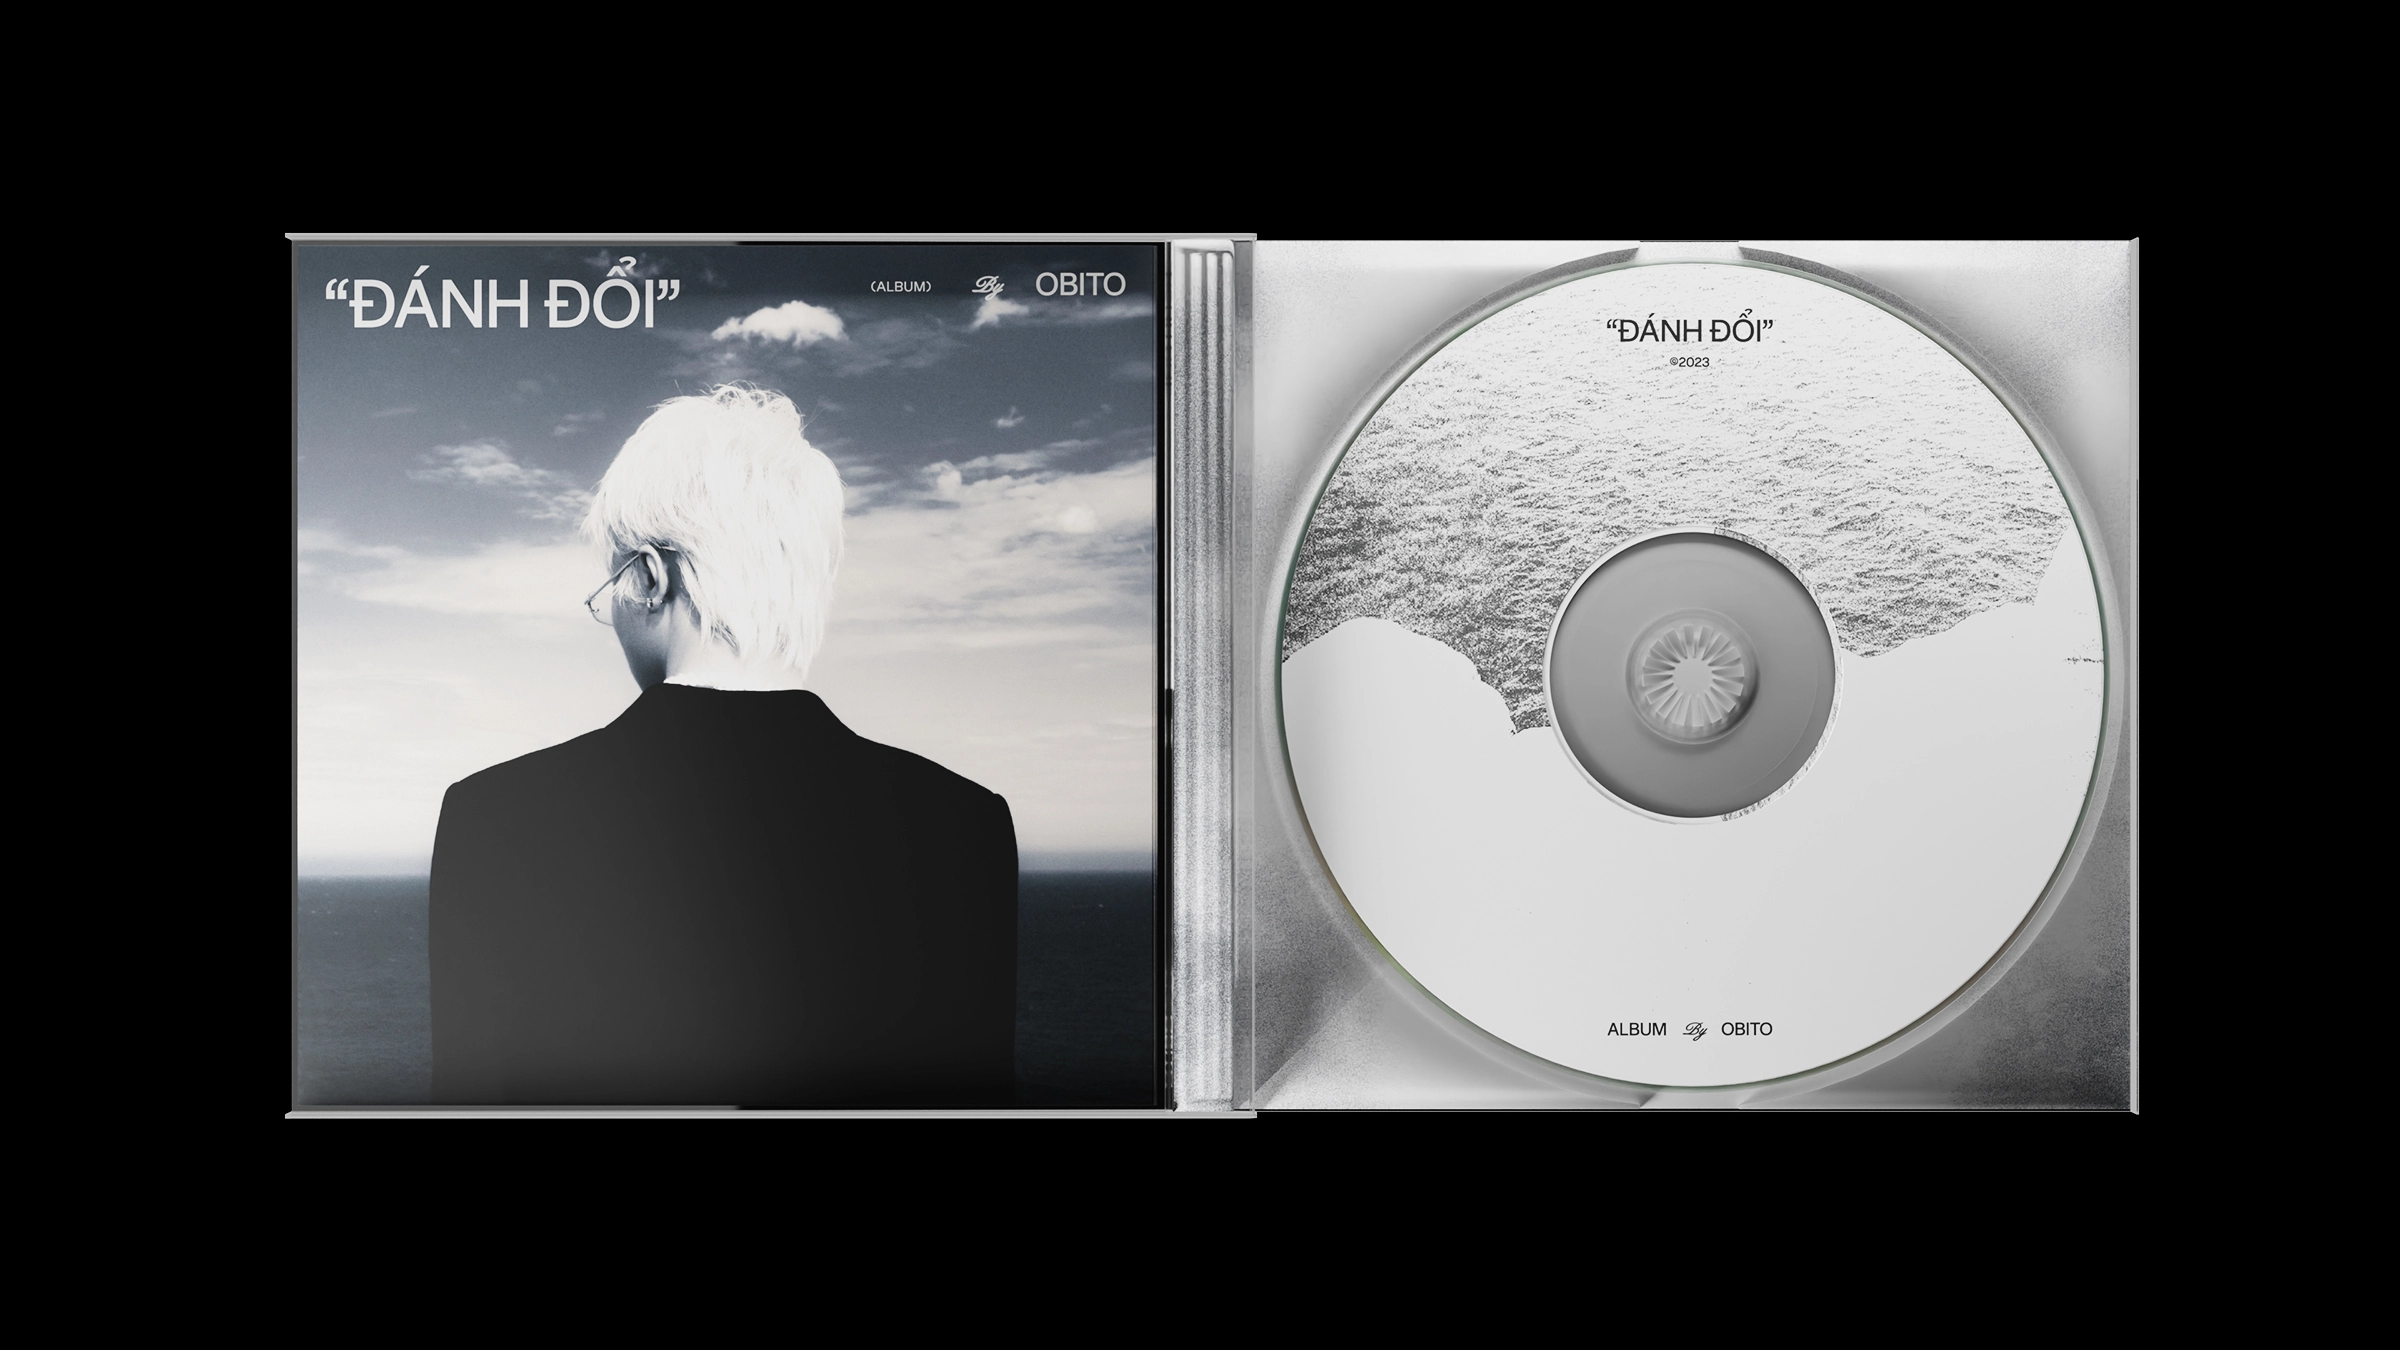 “ĐÁNH ĐỔI” (ALBUM) By OBITO
“ĐÁNH ĐỔI”
©2023
ALBUM By OBITO